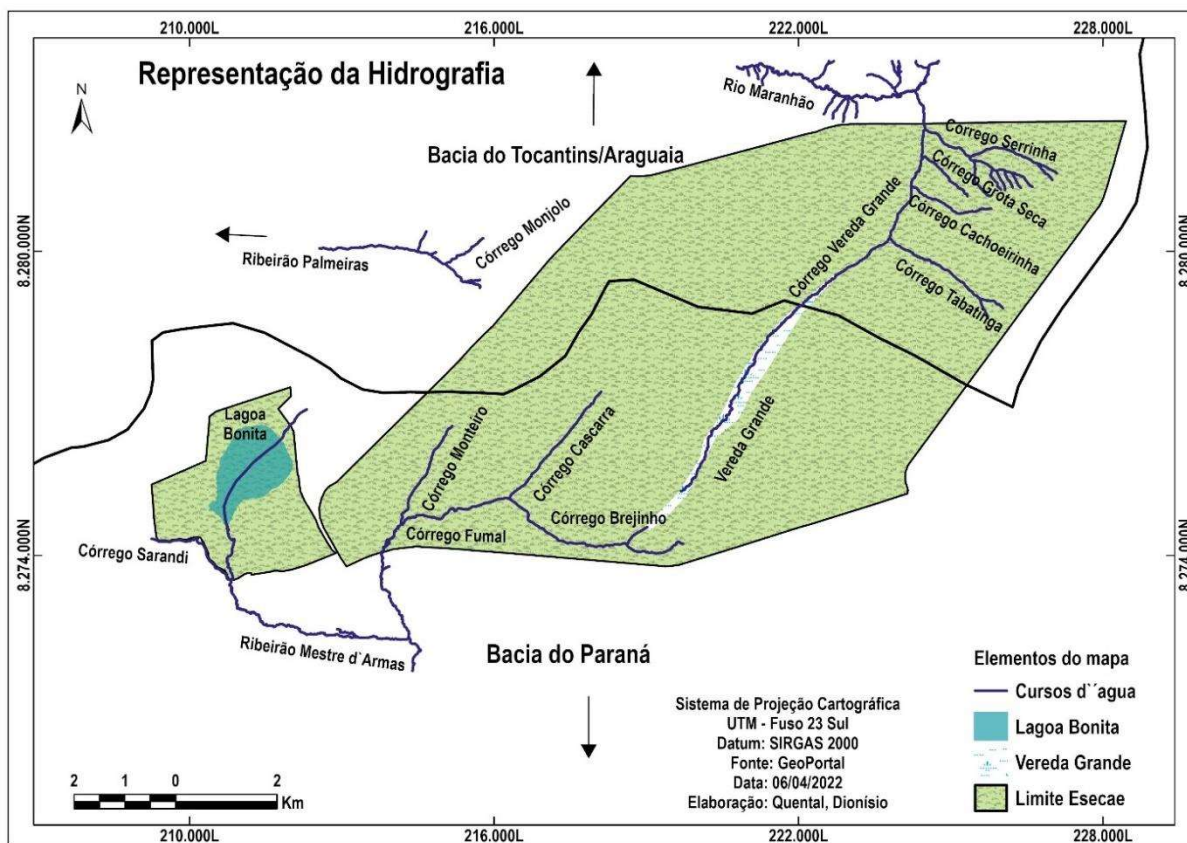 210.000L
216.000L
222.000L
228.000L
Representação da Hidrografia
N
Rio Maranhão
Bacia do Tocantins/Araguaia
Córrego Serrinha
Córrego Grota Seca
Córrego Cachoeirinha
Córrego Tabatinga
Córrego Vereda Grande
Córrego Monjolo
Ribeirão Palmeiras
8.280.000N
8.280.000N
Lagoa
Bonita
Córrego Monteiro
Córrego Cascarra
Vereda Grande
Córrego Brejinho
Córrego Fumal
Córrego Sarandi
8.274.000N
8.274.000N
Ribeirão Mestre d`Armas
Bacia do Paraná
Sistema de Projeção Cartográfica
UTM - Fuso 23 Sul
Datum: SIRGAS 2000
Fonte: GeoPortal
Data: 06/04/2022
Elaboração: Quental, Dionísio
Elementos do mapa
Cursos d´´agua
Lagoa Bonita
Vereda Grande
Limite Esecae
2 1 0 2
Km
210.000L
216.000L
222.000L
228.000L